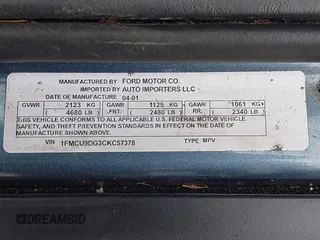 MANUFACTURED BY FORD MOTOR CO.
IMPORTED BY AUTO IMPORTERS LLC
DATE OF MANUFACTURE 04-01
GVWR 2123 KG - GAWR 1125 KG - GAWR 1061 KG
( 4680 LB ) FRT. ( 2480 LB ) RR. ( 2340 LB )
THIS VEHICLE CONFORMS TO ALL APPLICABLE U.S. FEDERAL MOTOR VEHICLE
SAFETY, AND THEFT PREVENTION STANDARDS IN EFFECT ON THE DATE OF
MANUFACTURE
VIN 1FMCU9DG3CKC57378 TYPE MPV
DREAMBID